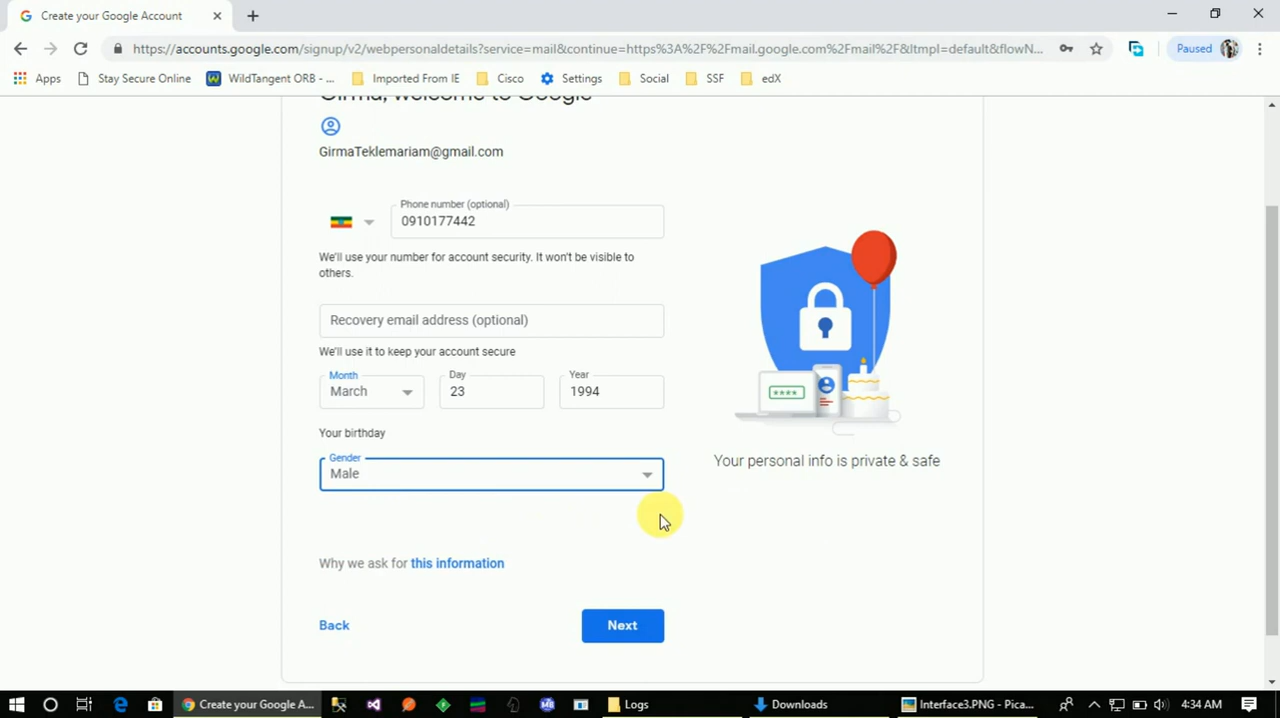 Create your Google Account
https://accounts.google.com/signup/v2/webpersonaldetails?service=mail&continue=https%3A%2F%2Fmail.google.com%2Fmail%2F&ltmpl=default&flowN...
Paused
Apps
Stay Secure Online
WildTangent ORB - ...
Imported From IE
Cisco
Settings
Social
SSF
edX
Girma, welcome to Google
GirmaTeklemariam@gmail.com
Phone number (optional)
0910177442
We'll use your number for account security. It won't be visible to
others.
Recovery email address (optional)
We'll use it to keep your account secure
Month
Day
Year
March
23
1994
Your birthday
Gender
Male
****
Your personal info is private & safe
Why we ask for this information
Back
Next
Create your Google A...
Logs
Downloads
Interface3.PNG - Pica...
4:34 AM